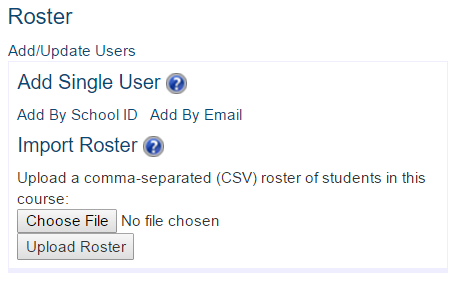 Roster
Add/Update Users
Add Single User ?
Add By School ID Add By Email
Import Roster ?
Upload a comma-separated (CSV) roster of students in this
course:
Choose File No file chosen
Upload Roster